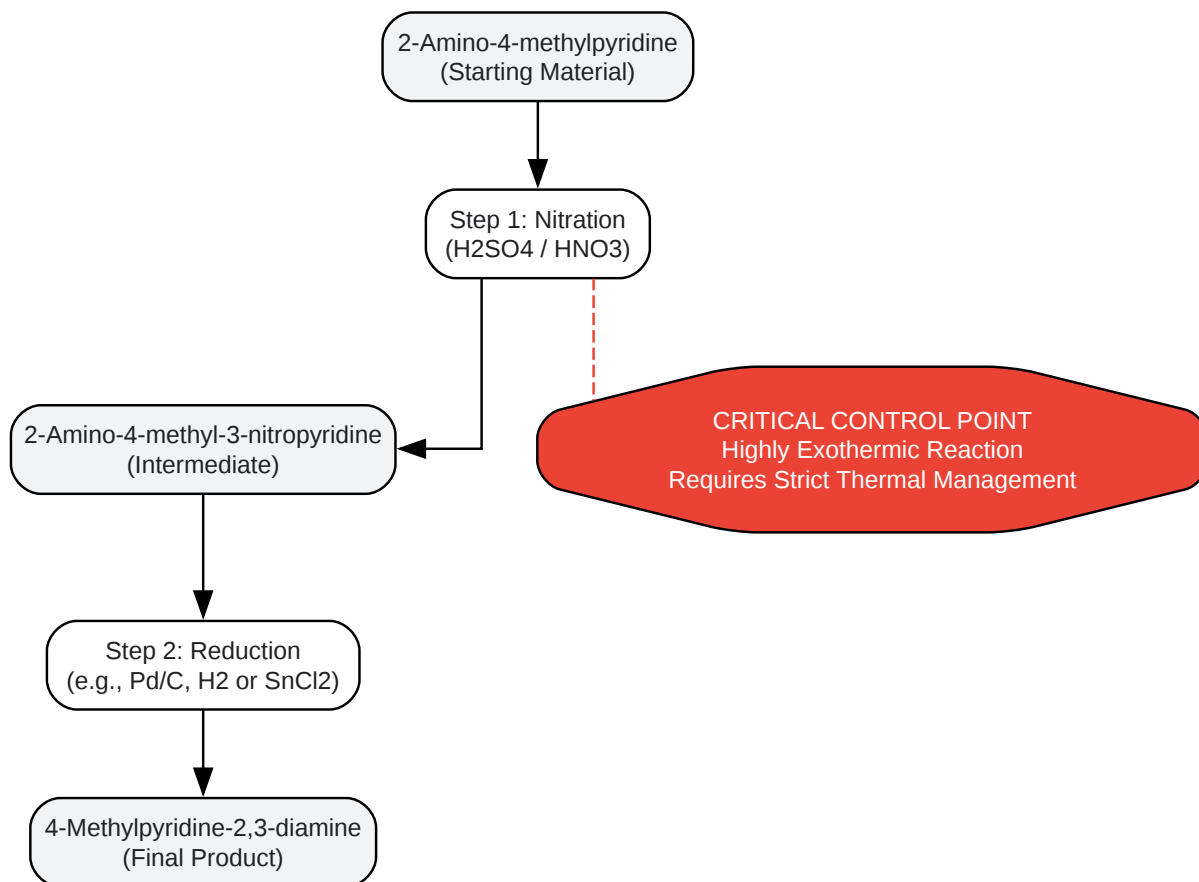 2-Amino-4-methylpyridine
(Starting Material)
Step 1: Nitration
(H2SO4 / HNO3)
CRITICAL CONTROL POINT
Highly Exothermic Reaction
Requires Strict Thermal Management
2-Amino-4-methyl-3-nitropyridine
(Intermediate)
Step 2: Reduction
(e.g., Pd/C, H2 or SnCl2)
4-Methylpyridine-2,3-diamine
(Final Product)